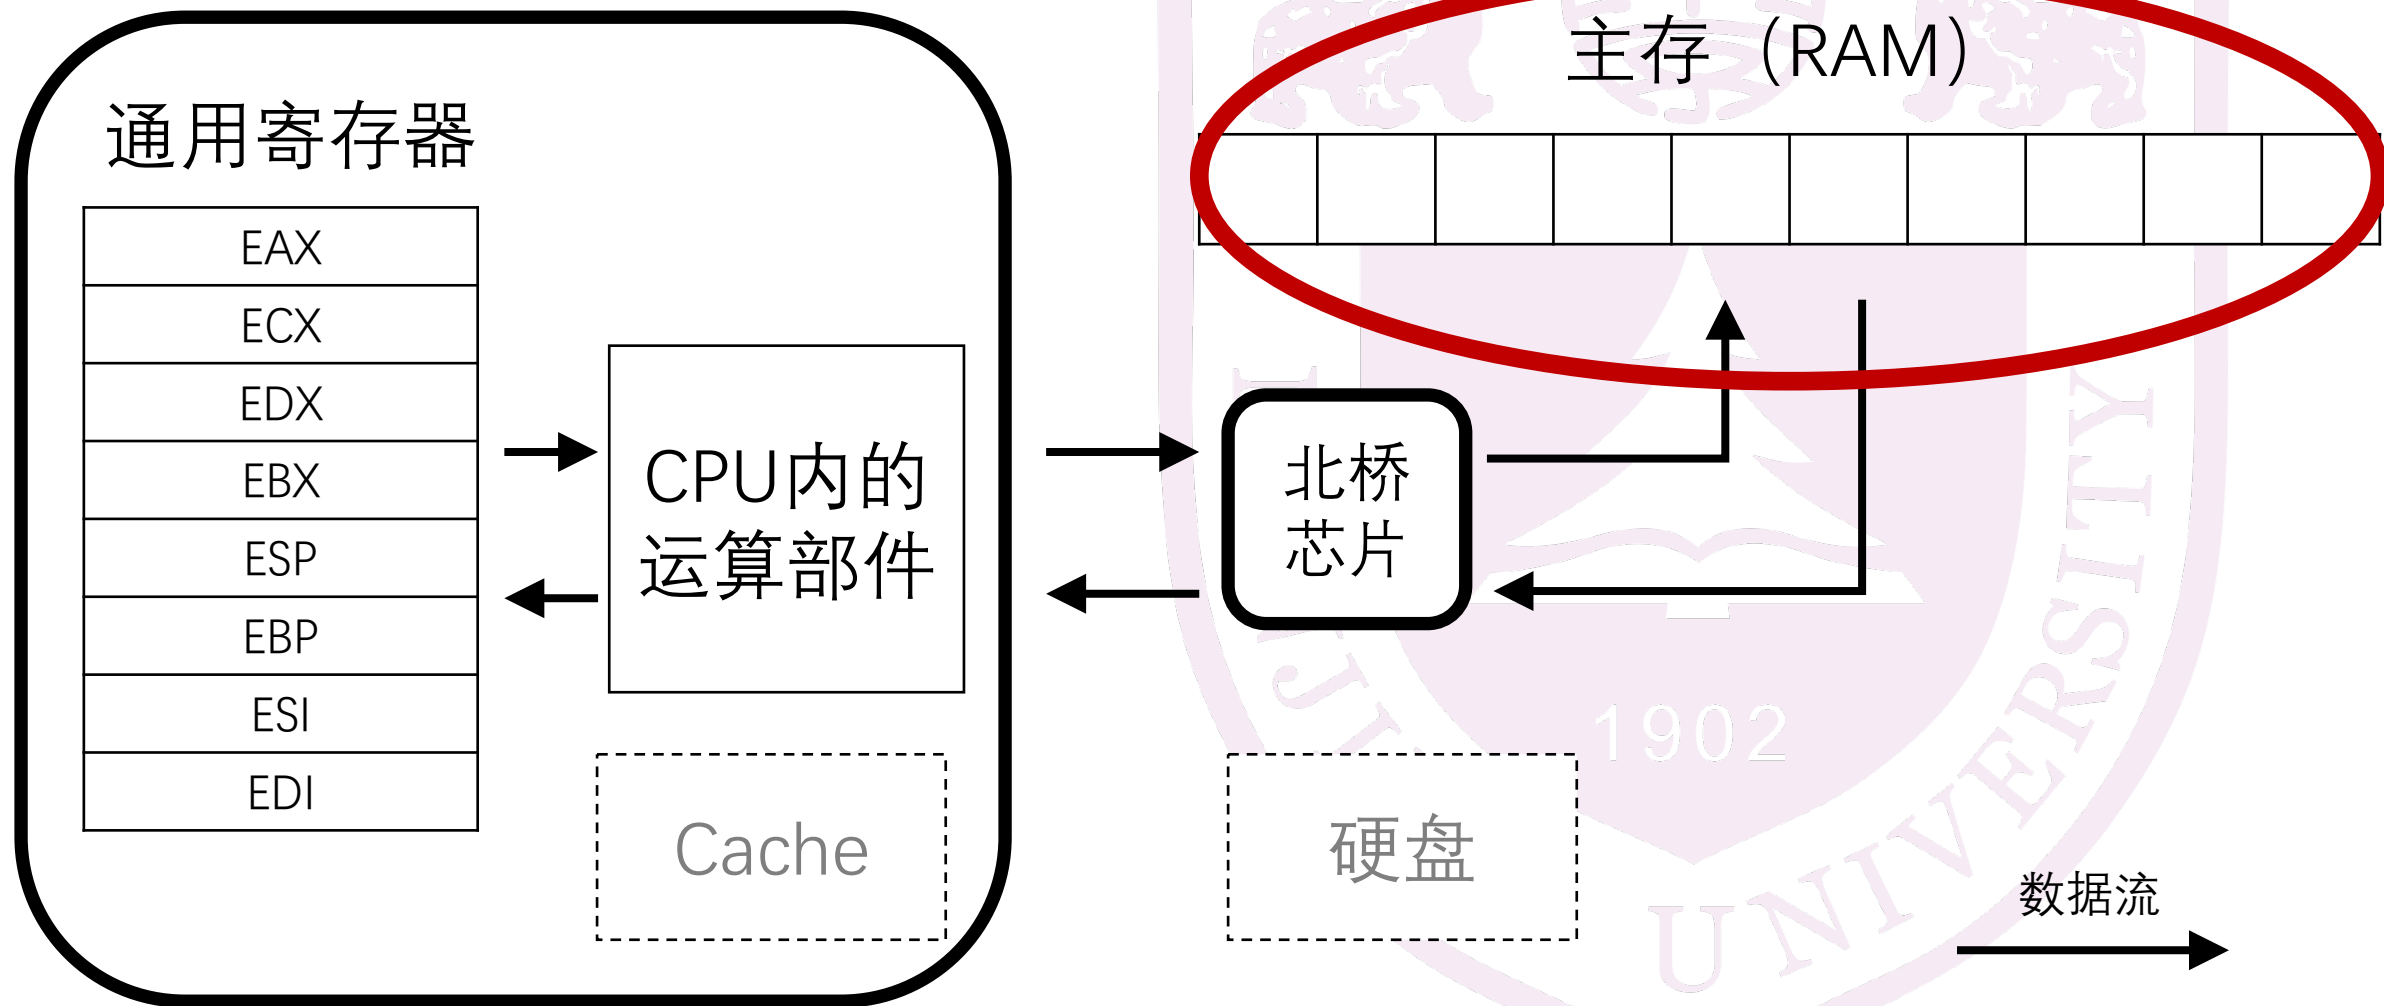 主存（RAM）
通用寄存器
EAX
ECX
EDX
EBX
ESP
EBP
ESI
EDI
CPU内的
运算部件
Cache
北桥
芯片
硬盘
数据流
1902
UNIVERSITY